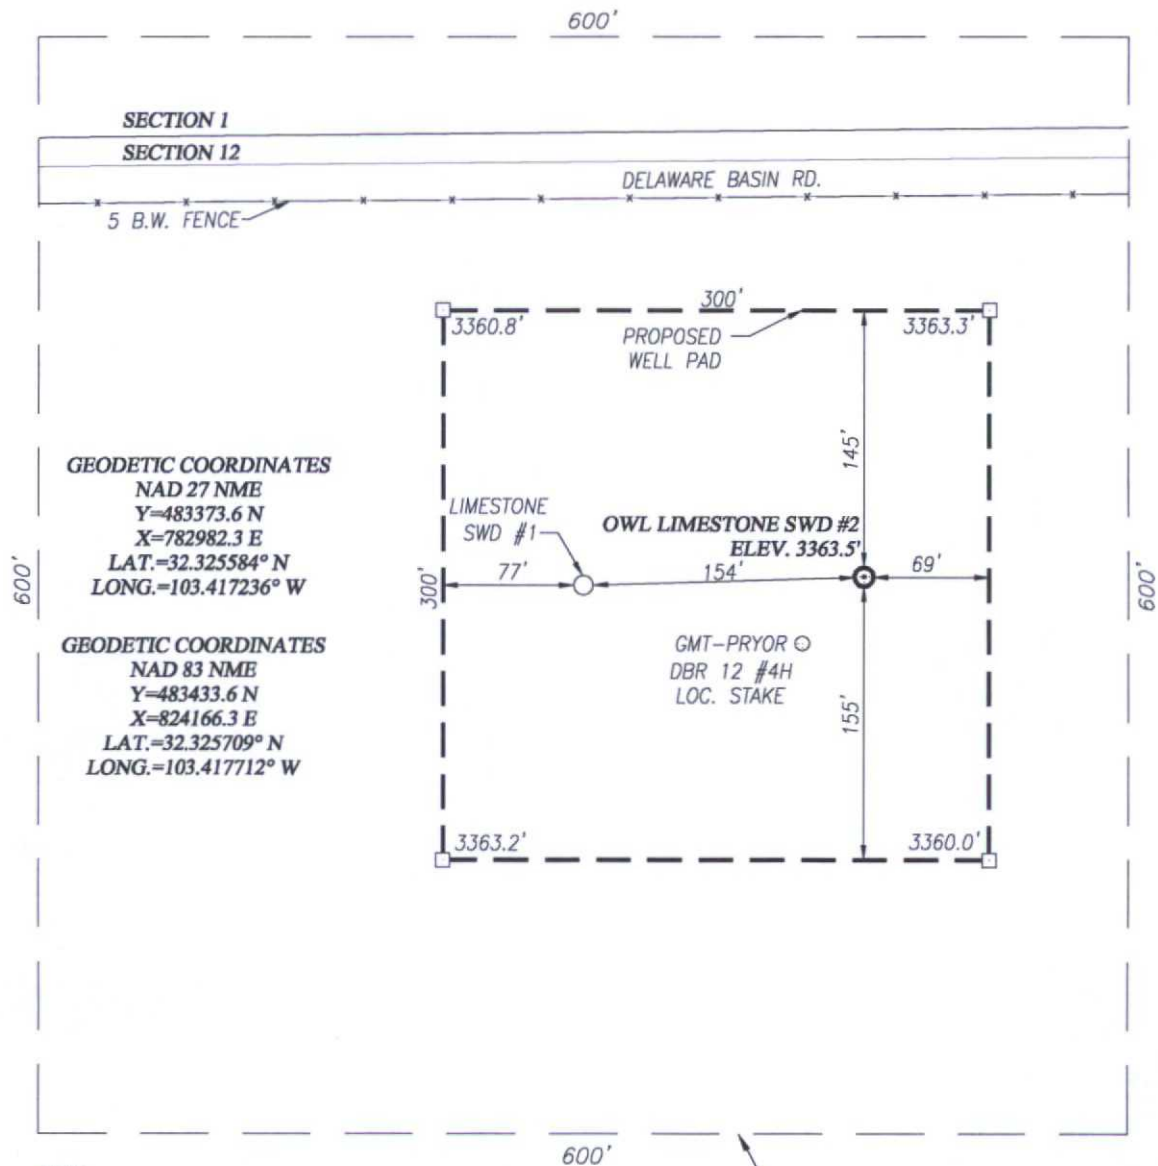 600'
SECTION 1
SECTION 12
DELAWARE BASIN RD.
5 B.W. FENCE
300'
3360.8'
3363.3'
PROPOSED
WELL PAD
145'
GEODETIC COORDINATES
NAD 27 NME
Y=483373.6 N
X=782982.3 E
LAT.=32.325584° N
LONG.=103.417236° W
LIMESTONE
SWD #1
OWL LIMESTONE SWD #2
ELEV. 3363.5'
600'
300'
77'
154'
69'
600'
GEODETIC COORDINATES
NAD 83 NME
Y=483433.6 N
X=824166.3 E
LAT.=32.325709° N
LONG.=103.417712° W
GMT-PRYOR
DBR 12 #4H
LOC. STAKE
155'
3363.2'
3360.0'
600'